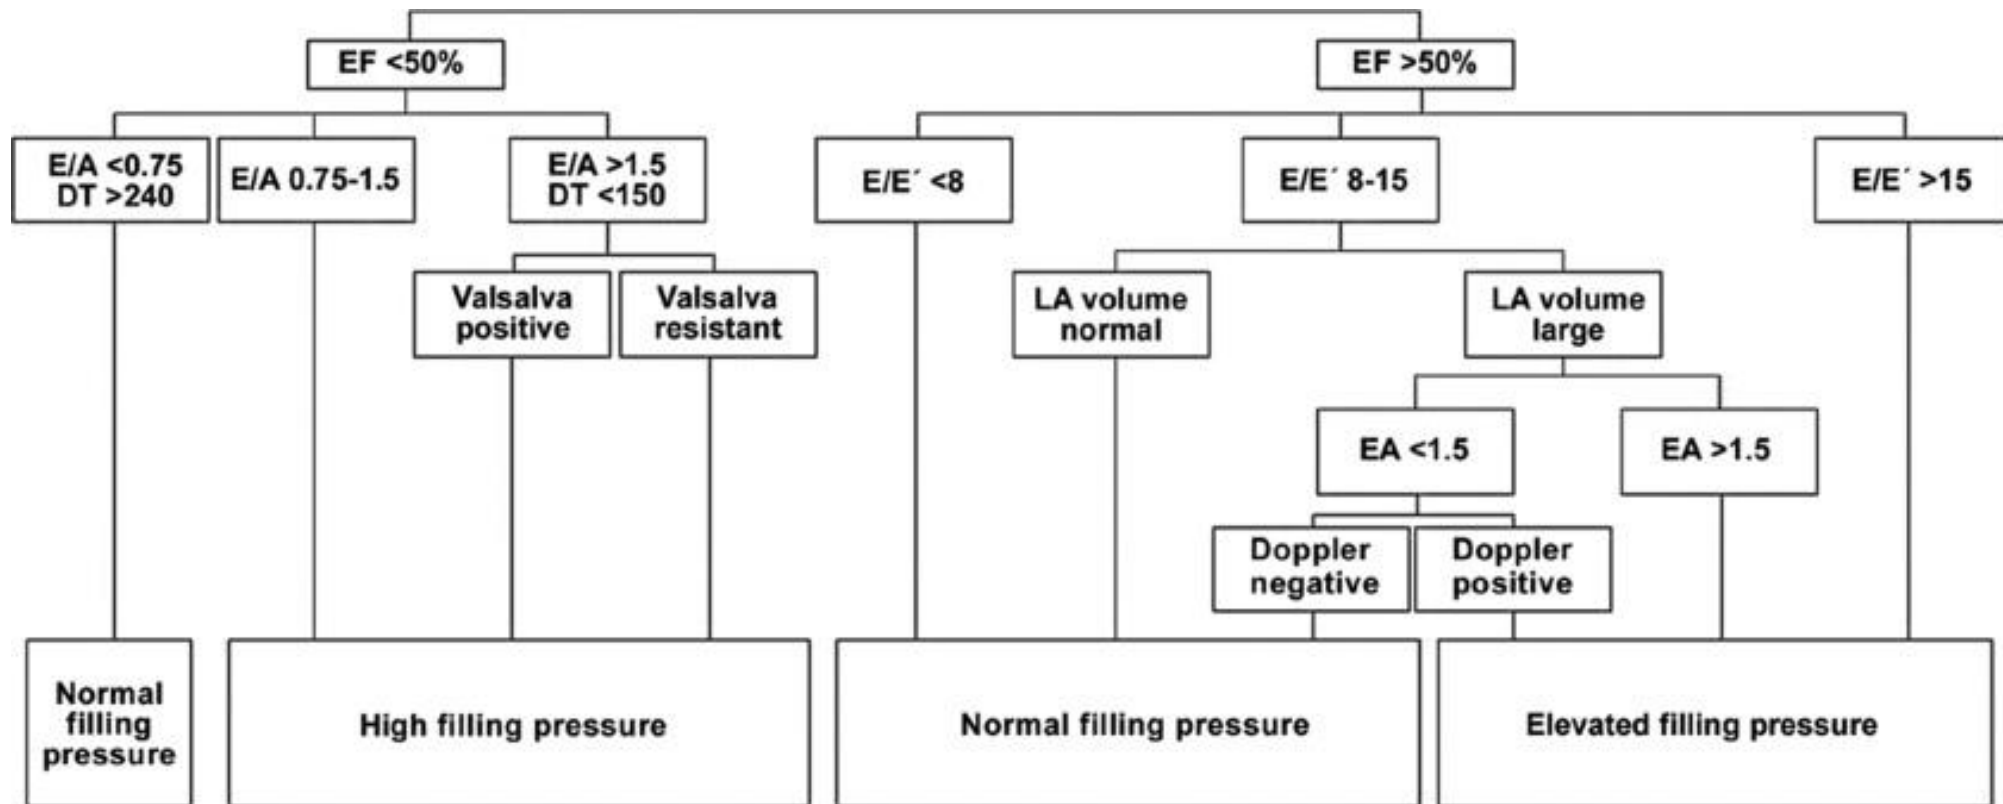 EF <50%
EF >50%
E/A <0.75
DT >240
E/A 0.75-1.5
E/A >1.5
DT <150
E/E´ <8
E/E´ 8-15
E/E´ >15
Valsalva
positive
Valsalva
resistant
LA volume
normal
LA volume
large
EA <1.5
EA >1.5
Doppler
negative
Doppler
positive
Normal
filling
pressure
High filling pressure
Normal filling pressure
Elevated filling pressure